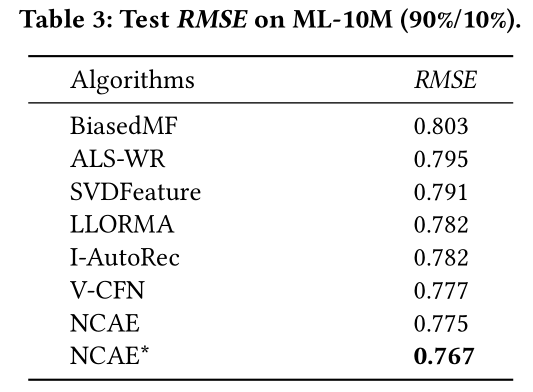 Table 3: Test RMSE on ML-10M (90%/10%).
Algorithms RMSE
BiasedMF 0.803
ALS-WR 0.795
SVDFeature 0.791
LLORMA 0.782
I-AutoRec 0.782
V-CFN 0.777
NCAE 0.775
NCAE* 0.767